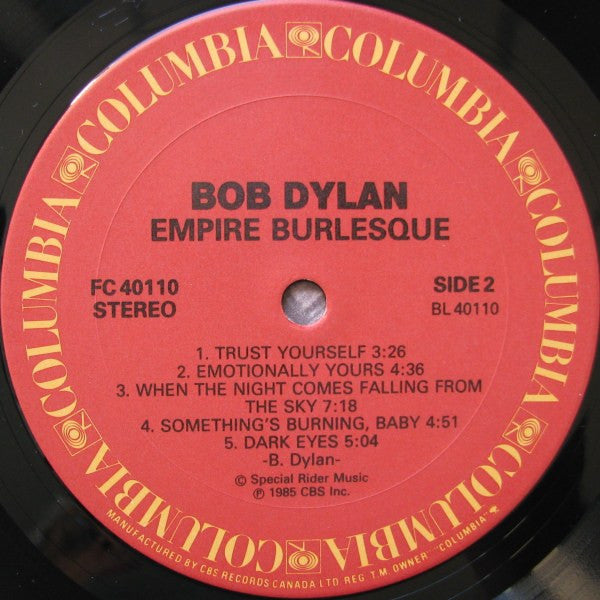 COLUMBIA COLUMBIA COLUMBIA COLUMBIA COLUMBIA COLUMBIA
BOB DYLAN
EMPIRE BURLESQUE
FC 40110
STEREO
SIDE 2
BL 40110
1. TRUST YOURSELF 3:26
2. EMOTIONALLY YOURS 4:36
3. WHEN THE NIGHT COMES FALLING FROM
THE SKY 7:18
4. SOMETHING'S BURNING, BABY 4:51
5. DARK EYES 5:04
-B. Dylan-
© Special Rider Music
℗ 1985 CBS Inc.
MANUFACTURED BY CBS RECORDS CANADA LTD. REG. T.M. OWNER "COLUMBIA"